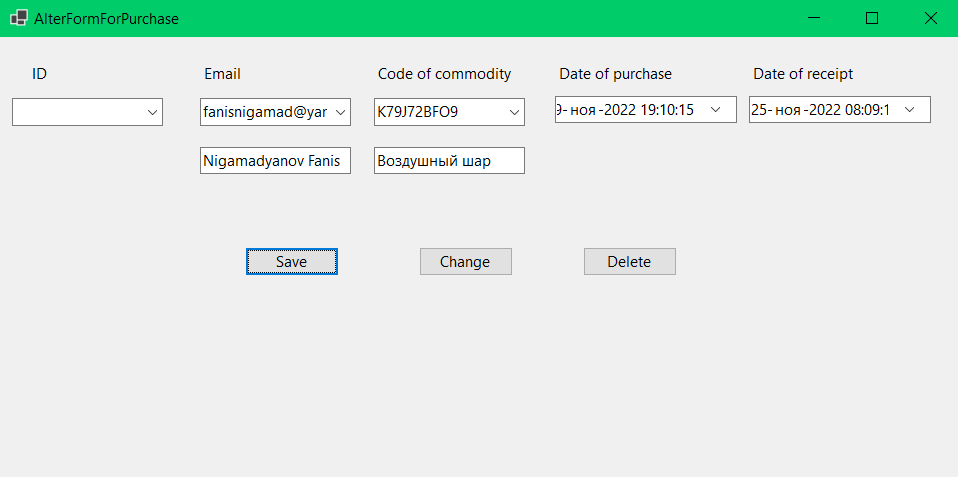 AlterFormForPurchase
ID Email Code of commodity Date of purchase Date of receipt
fanisnigamad@yar K79J72BFO9 9- ноя -2022 19:10:15 25- ноя -2022 08:09:1
Nigamadyanov Fanis Воздушный шар
Save Change Delete